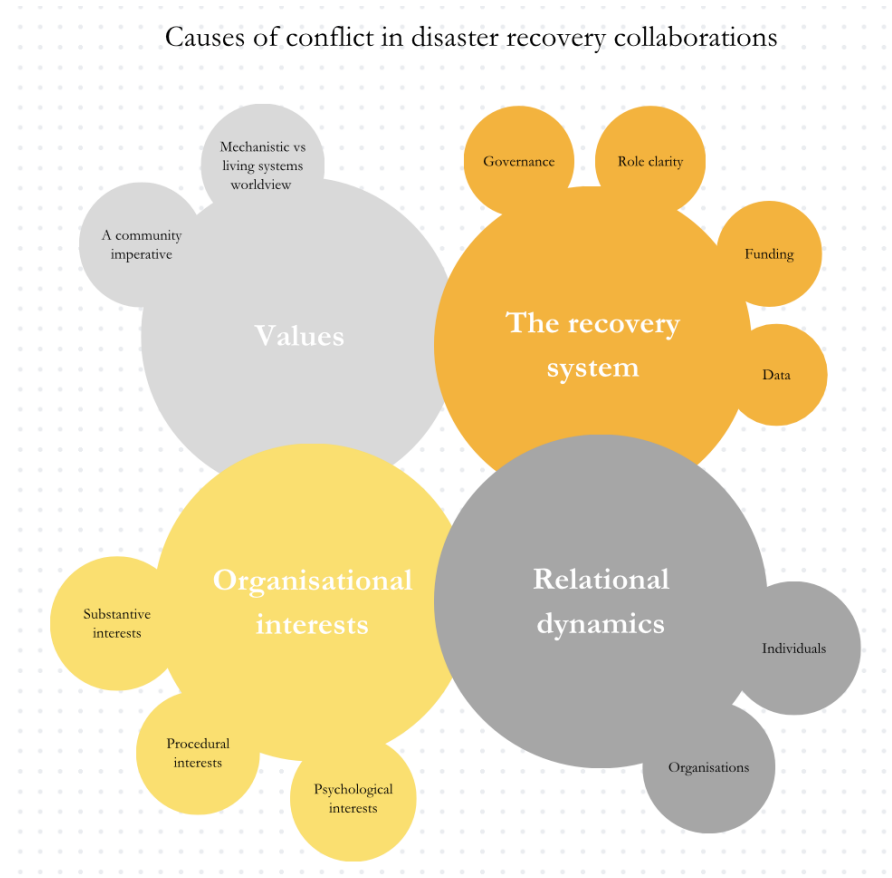 Causes of conflict in disaster recovery collaborations
Mechanistic vs
living systems
worldview
A community
imperative
Values
Governance
Role clarity
Funding
Data
The recovery
system
Organisational
interests
Substantive
interests
Procedural
interests
Psychological
interests
Relational
dynamics
Individuals
Organisations